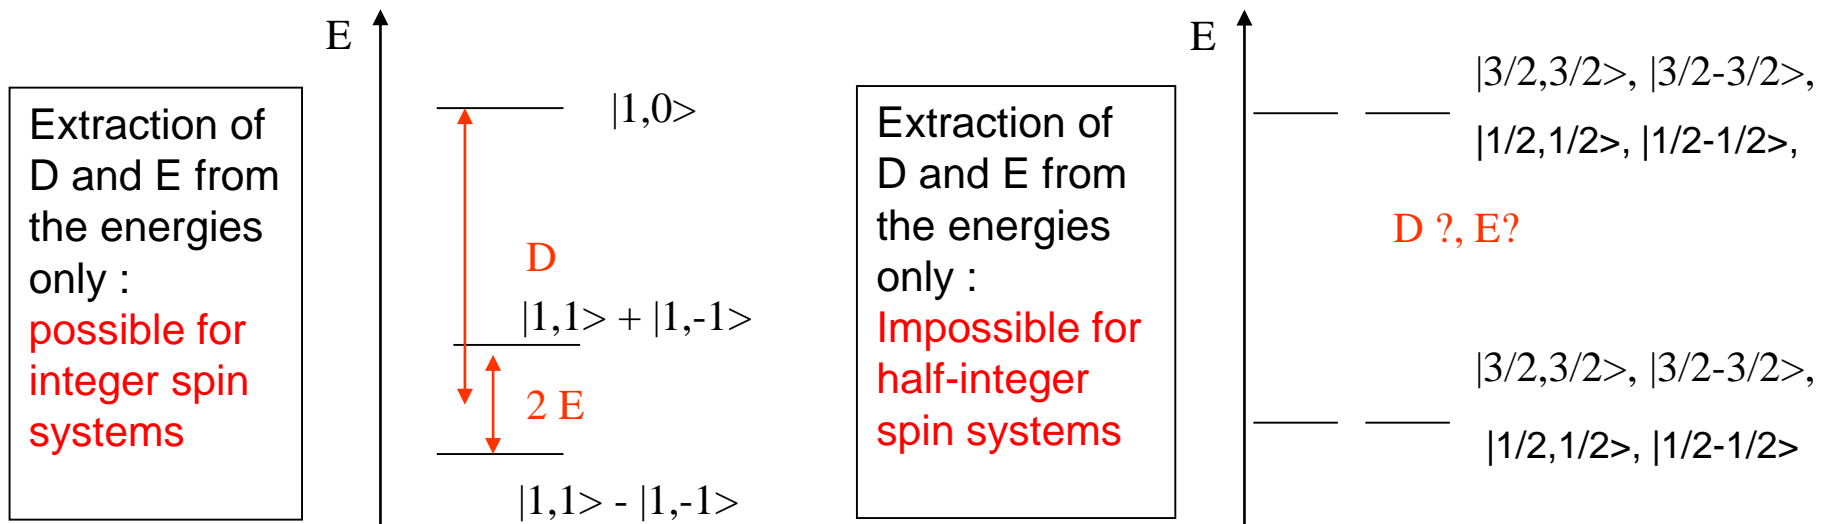 E
Extraction of
D and E from
the energies
only :
possible for
integer spin
systems
|1,0>
D
|1,1> + |1,-1>
2 E
|1,1> - |1,-1>
E
Extraction of
D and E from
the energies
only :
Impossible for
half-integer
spin systems
|3/2,3/2>, |3/2-3/2>,
|1/2,1/2>, |1/2-1/2>,
D ?, E?
|3/2,3/2>, |3/2-3/2>,
|1/2,1/2>, |1/2-1/2>